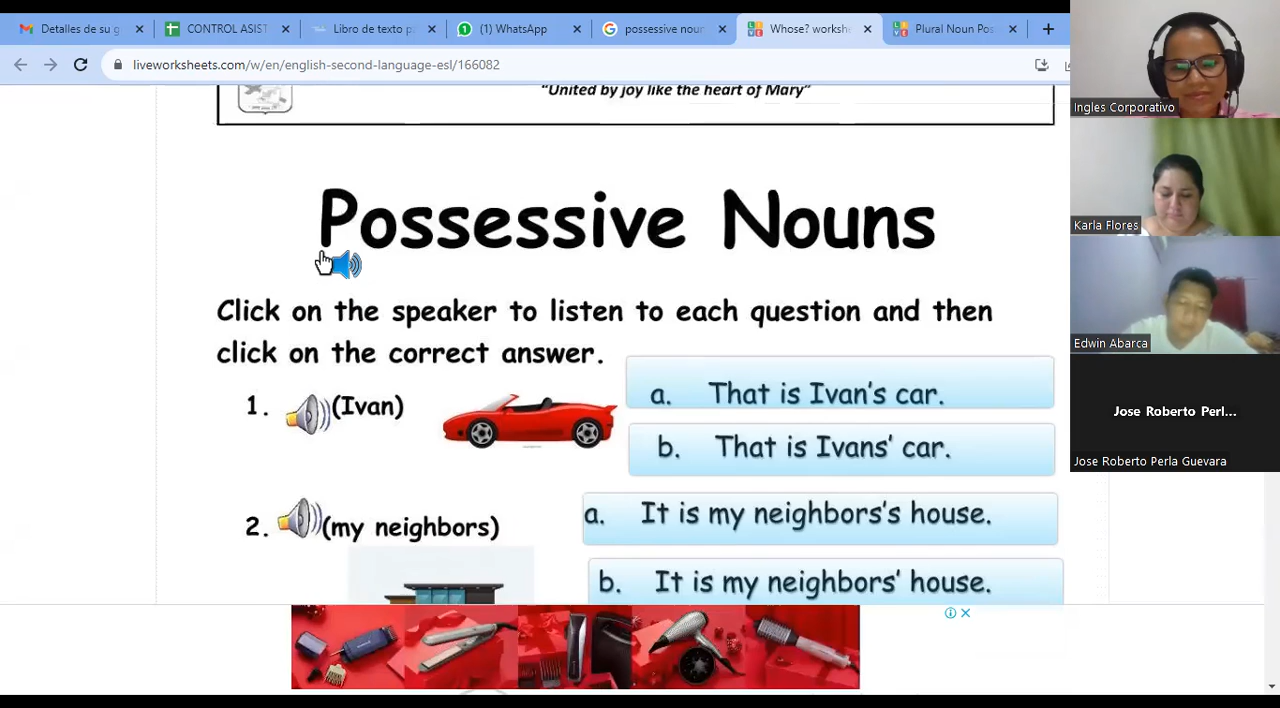 Detalles de su g
CONTROL ASIST
Libro de texto pa
(1) WhatsApp
possessive noun
Whose? workshe
Plural Noun Pos
liveworksheets.com/w/en/english-second-language-esl/166082
"United by joy like the heart of Mary"
Possessive Nouns
Click on the speaker to listen to each question and then
click on the correct answer.
1. (Ivan)
a. That is Ivan's car.
b. That is Ivans' car.
2. (my neighbors)
a. It is my neighbors's house.
b. It is my neighbors' house.
Ingles Corporativo
Karla Flores
Edwin Abarca
Jose Roberto Perl...
Jose Roberto Perla Guevara